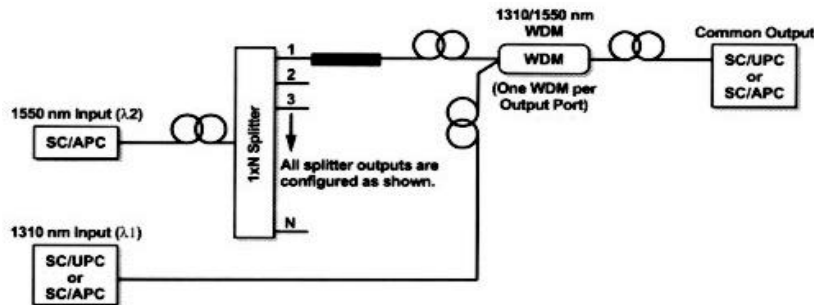 1310/1550 nm
WDM
Common Output
1
WDM
SC/UPC
or
SC/APC
2
(One WDM per
Output Port)
3
1550 nm Input (λ2)
SC/APC
1xN Splitter
All splitter outputs are
configured as shown.
N
1310 nm Input (λ1)
SC/UPC
or
SC/APC